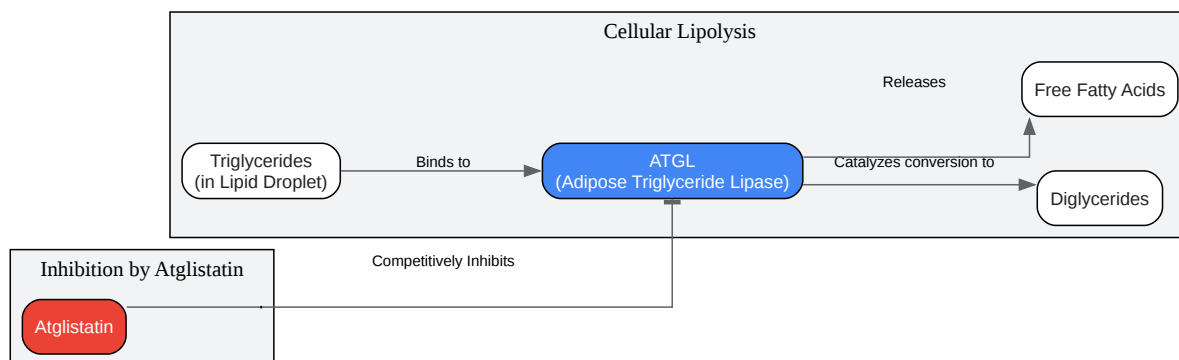 Cellular Lipolysis
Releases
Free Fatty Acids
Triglycerides
(in Lipid Droplet)
Binds to
ATGL
(Adipose Triglyceride Lipase)
Catalyzes conversion to
Diglycerides
Inhibition by Atglistatin
Competitively Inhibits
Atglistatin